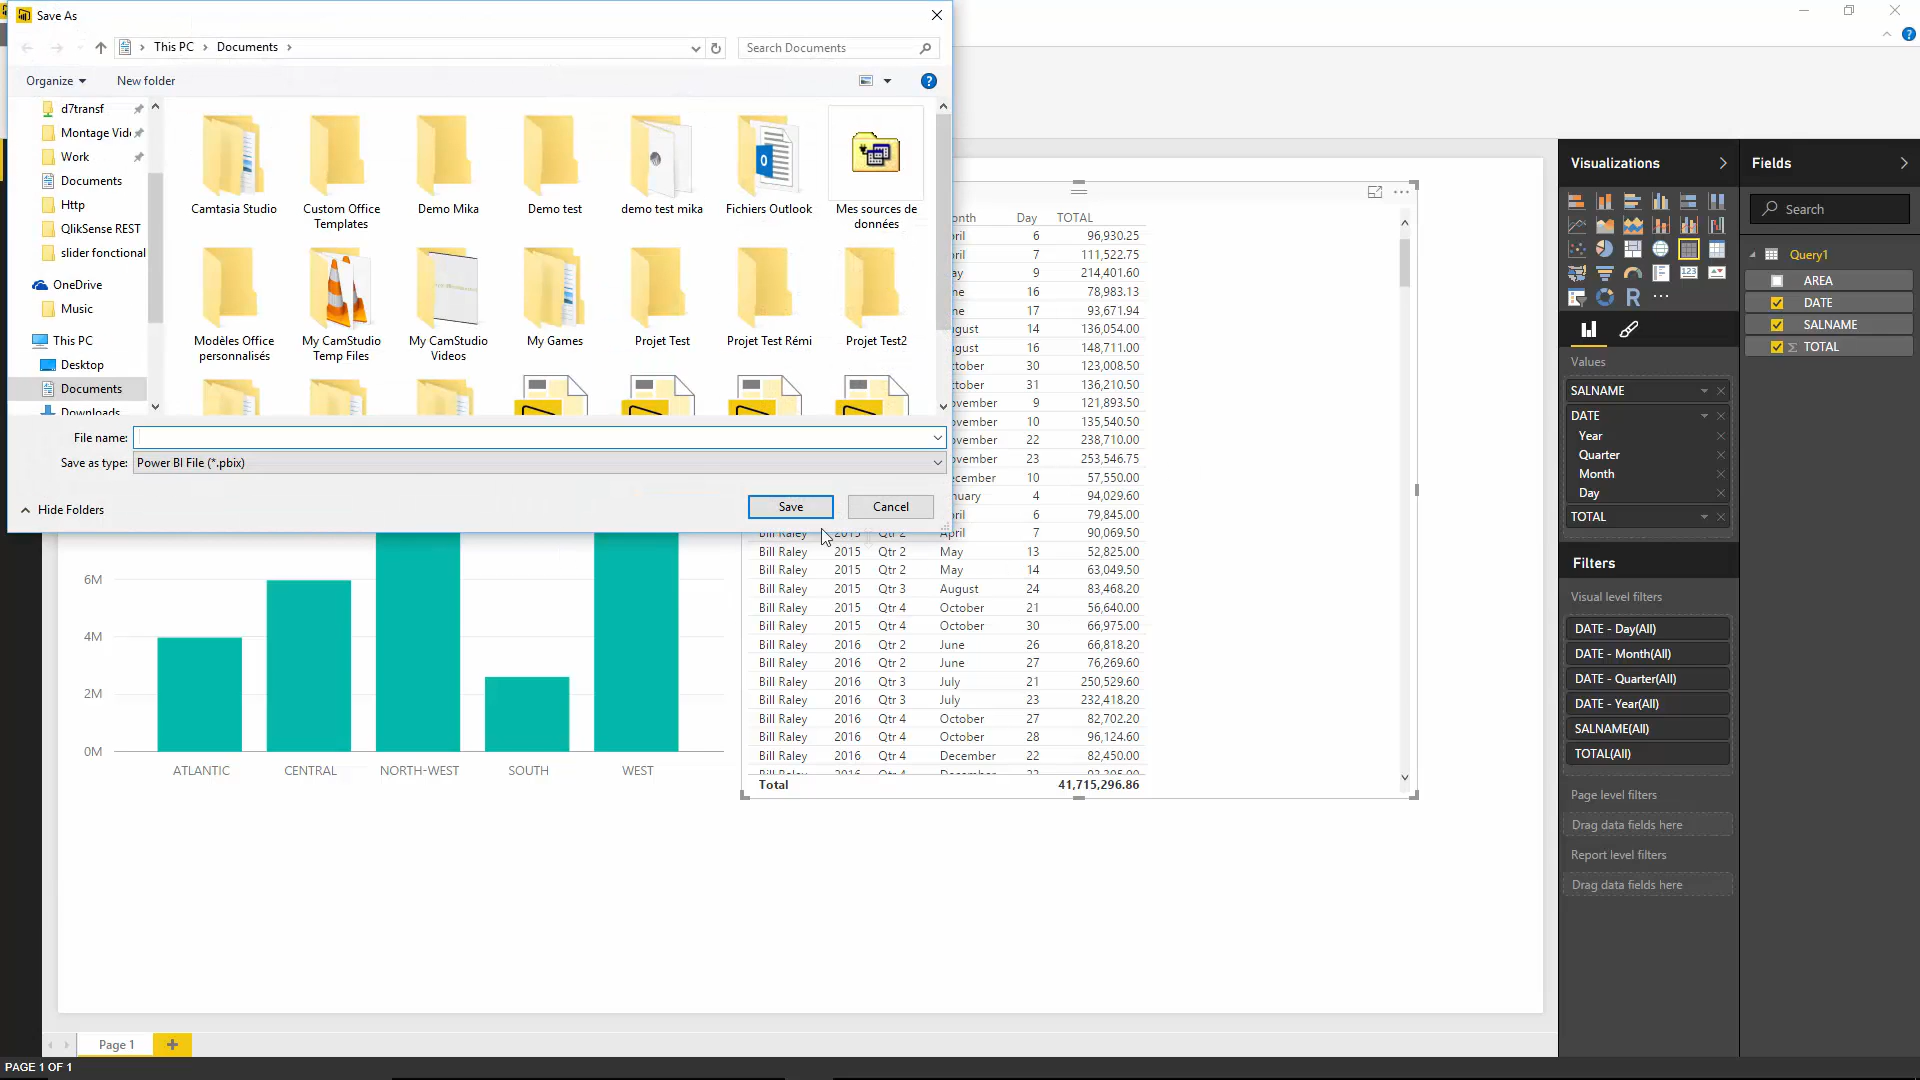 Save As
This PC > Documents >
Search Documents
Organize
New folder
d7transf
Montage Vid
Work
Documents
Http
QlikSense REST
slider fonctional
OneDrive
Music
This PC
Desktop
Documents
Downloads
Camtasia Studio
Custom Office Templates
Demo Mika
Demo test
demo test mika
Fichiers Outlook
Mes sources de données
Modèles Office personnalisés
My CamStudio Temp Files
My CamStudio Videos
My Games
Projet Test
Projet Test Rémi
Projet Test2
File name:
Save as type: Power BI File (*.pbix)
Hide Folders
Save
Cancel
Day TOTAL
6 96,930.25
7 111,522.75
9 214,401.60
16 78,983.13
17 93,671.94
14 136,054.00
16 148,711.00
30 123,008.50
31 136,210.50
9 121,893.50
10 135,540.50
22 238,710.00
23 253,546.75
10 57,550.00
4 94,029.60
6 79,845.00
Bill Raley 2015 Qtr 2 April 7 90,069.50
Bill Raley 2015 Qtr 2 May 13 52,825.00
Bill Raley 2015 Qtr 2 May 14 63,049.50
Bill Raley 2015 Qtr 3 August 24 83,468.20
Bill Raley 2015 Qtr 4 October 21 56,640.00
Bill Raley 2015 Qtr 4 October 30 66,975.00
Bill Raley 2016 Qtr 2 June 26 66,818.20
Bill Raley 2016 Qtr 2 June 27 76,269.60
Bill Raley 2016 Qtr 3 July 21 250,529.60
Bill Raley 2016 Qtr 3 July 23 232,418.20
Bill Raley 2016 Qtr 4 October 27 82,702.20
Bill Raley 2016 Qtr 4 October 28 96,124.60
Bill Raley 2016 Qtr 4 December 22 82,450.00
Total 41,715,296.86
6M
4M
2M
0M
ATLANTIC CENTRAL NORTH-WEST SOUTH WEST
Visualizations
Values
SALNAME
DATE
Year
Quarter
Month
Day
TOTAL
Filters
Visual level filters
DATE - Day(All)
DATE - Month(All)
DATE - Quarter(All)
DATE - Year(All)
SALNAME(All)
TOTAL(All)
Page level filters
Drag data fields here
Report level filters
Drag data fields here
Fields
Search
Query1
AREA
DATE
SALNAME
Σ TOTAL
Page 1
PAGE 1 OF 1